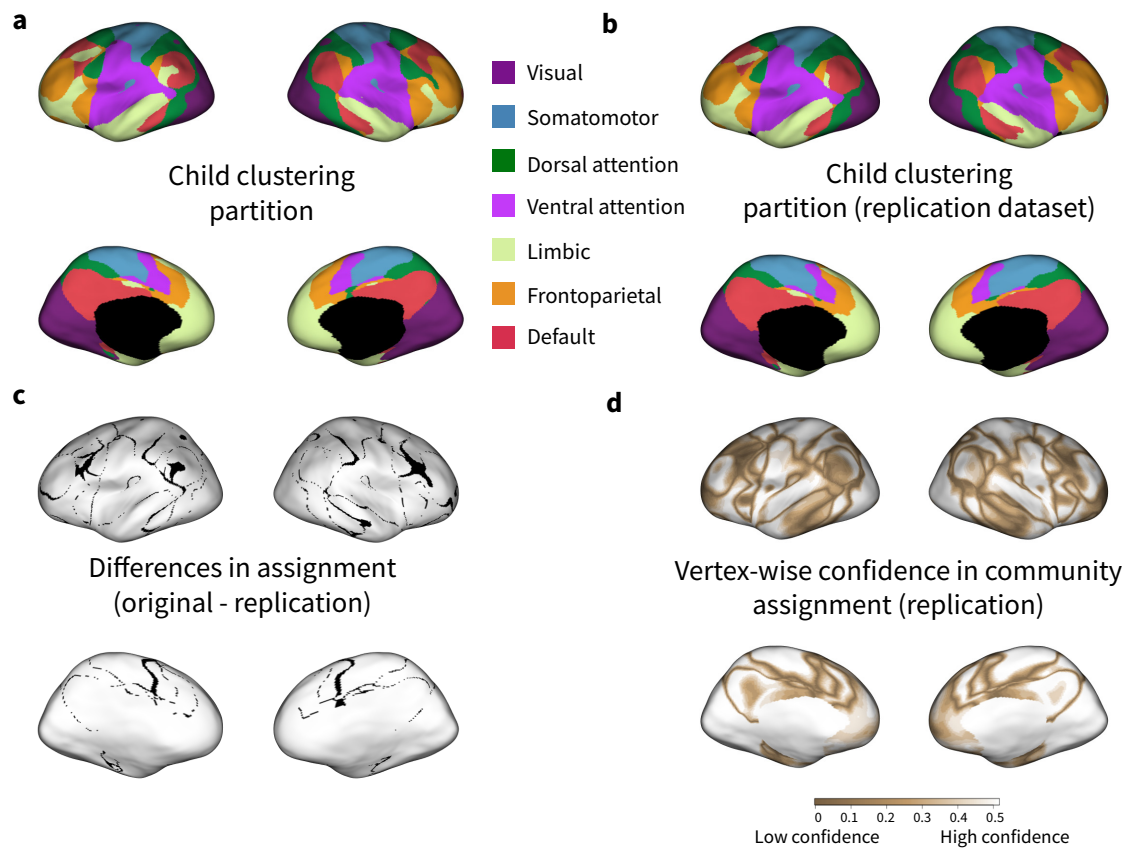 a
Child clustering
partition
Visual
Somatomotor
Dorsal attention
Ventral attention
Limbic
Frontoparietal
Default
b
Child clustering
partition (replication dataset)
c
Differences in assignment
(original - replication)
d
Vertex-wise confidence in community
assignment (replication)
0 0.1 0.2 0.3 0.4 0.5
Low confidence High confidence